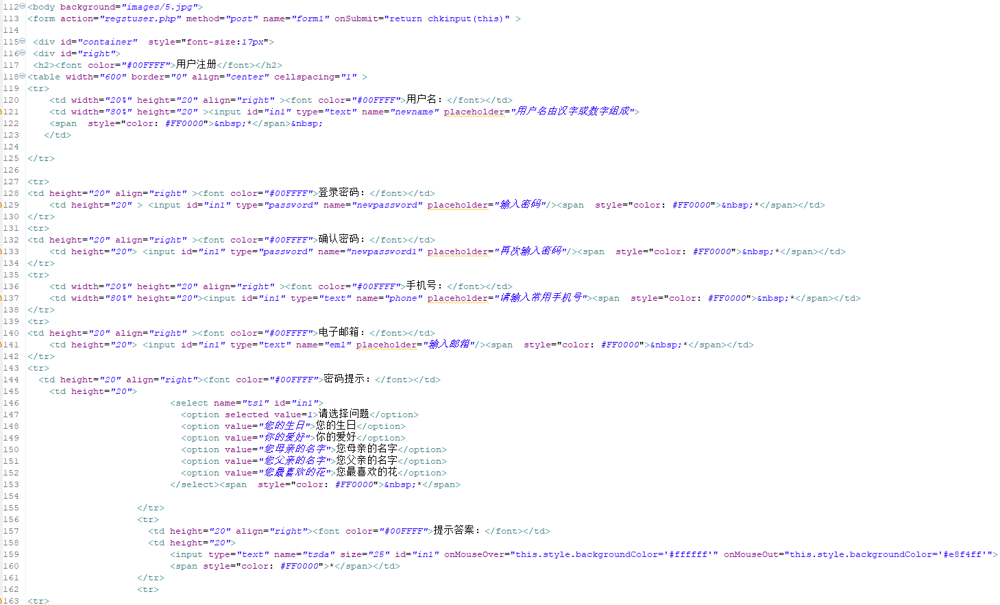 112 <body background="images/5.jpg">
113 <form action="regstuser.php" method="post" name="form1" onSubmit="return chkinput(this)" >
114
115 <div id="container"  style="font-size:17px">
116 <div id="right">
117 <h2><font color="#00FFFF">用户注册</font></h2>
118 <table width="600" border="0" align="center" cellspacing="1" >
119 <tr>
120 <td width="20%" height="20" align="right" ><font color="#00FFFF">用户名：</font></td>
121 <td width="80%" height="20" ><input id="in1" type="text" name="newname" placeholder="用户名由汉字或数字组成">
122 <span  style="color: #FF0000">&nbsp;*</span>&nbsp;
123 </td>
124
125 </tr>
126
127 <tr>
128 <td height="20" align="right" ><font color="#00FFFF">登录密码：</font></td>
129 <td height="20" > <input id="in1" type="password" name="newpassword" placeholder="输入密码"/><span  style="color: #FF0000">&nbsp;*</span></td>
130 </tr>
131 <tr>
132 <td height="20" align="right" ><font color="#00FFFF">确认密码：</font></td>
133 <td height="20"> <input id="in1" type="password" name="newpassword1" placeholder="再次输入密码"/><span  style="color: #FF0000">&nbsp;*</span></td>
134 </tr>
135 <tr>
136 <td width="20%" height="20" align="right" ><font color="#00FFFF">手机号：</font></td>
137 <td width="80%" height="20"><input id="in1" type="text" name="phone" placeholder="请输入常用手机号"><span  style="color: #FF0000">&nbsp;*</span></td>
138 </tr>
139 <tr>
140 <td height="20" align="right" ><font color="#00FFFF">电子邮箱：</font></td>
141 <td height="20"> <input id="in1" type="text" name="eml" placeholder="输入邮箱"/><span  style="color: #FF0000">&nbsp;*</span></td>
142 </tr>
143 <tr>
144 <td height="20" align="right"><font color="#00FFFF">密码提示：</font></td>
145 <td height="20">
146 <select name="ts1" id="in1">
147 <option selected value=1>请选择问题</option>
148 <option value="您的生日">您的生日</option>
149 <option value="你的爱好">你的爱好</option>
150 <option value="您母亲的名字">您母亲的名字</option>
151 <option value="您父亲的名字">您父亲的名字</option>
152 <option value="您最喜欢的花">您最喜欢的花</option>
153 </select><span  style="color: #FF0000">&nbsp;*</span>
154
155 </tr>
156 <tr>
157 <td height="20" align="right"><font color="#00FFFF">提示答案：</font></td>
158 <td height="20">
159 <input type="text" name="tsda" size="25" id="in1" onMouseOver="this.style.backgroundColor='#ffffff'" onMouseOut="this.style.backgroundColor='#e8f4ff'">
160 <span style="color: #FF0000">*</span></td>
161 </tr>
162 <tr>
163 <tr>